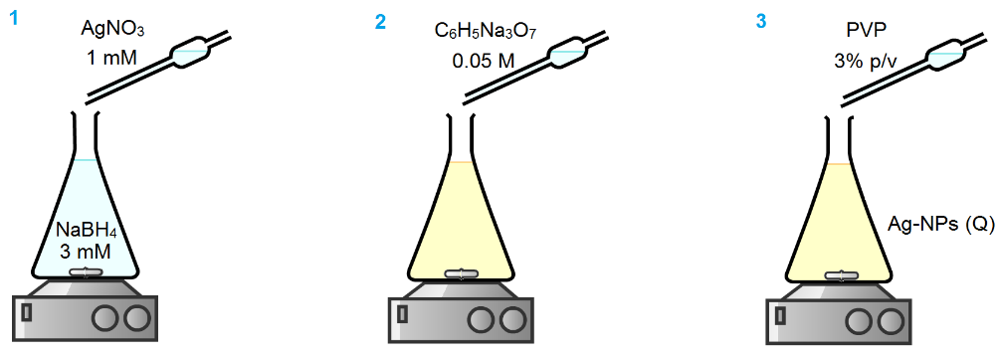 1
AgNO₃
1 mM
NaBH₄
3 mM
2
C₆H₅Na₃O₇
0.05 M
3
PVP
3% p/v
Ag-NPs (Q)